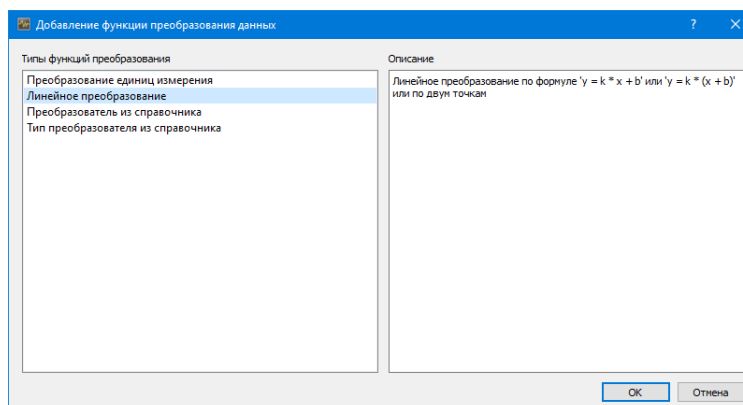 Добавление функции преобразования данных
Типы функций преобразования
Преобразование единиц измерения
Линейное преобразование
Преобразователь из справочника
Тип преобразователя из справочника
Описание
Линейное преобразование по формуле 'y = k * x + b' или 'y = k * (x + b)'
или по двум точкам
ОК
Отмена